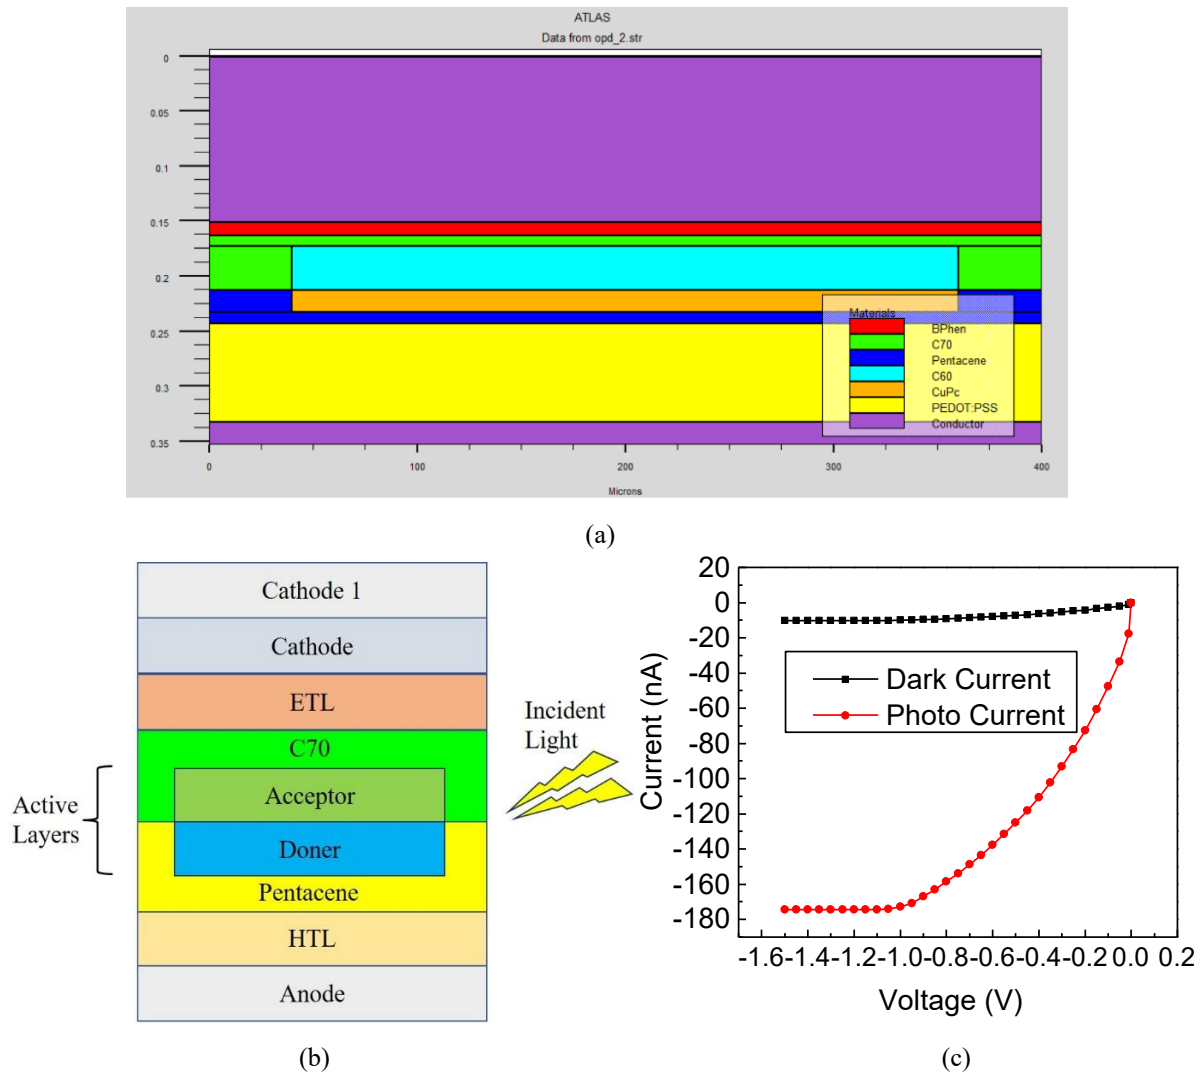 ATLAS
Data from opd_2.str
0
0.05
0.1
0.15
0.2
0.25
0.3
0.35
Materials
BPhen
C70
Pentacene
C60
CuPc
PEDOT:PSS
Conductor
0
100
200
300
400
Microns
(a)
Cathode 1
Cathode
ETL
C70
Acceptor
Doner
Pentacene
HTL
Anode
Active
Layers
Incident
Light
(b)
20
0
-20
-40
-60
-80
-100
-120
-140
-160
-180
Current (nA)
Dark Current
Photo Current
-1.6 -1.4 -1.2 -1.0 -0.8 -0.6 -0.4 -0.2 0.0 0.2
Voltage (V)
(c)